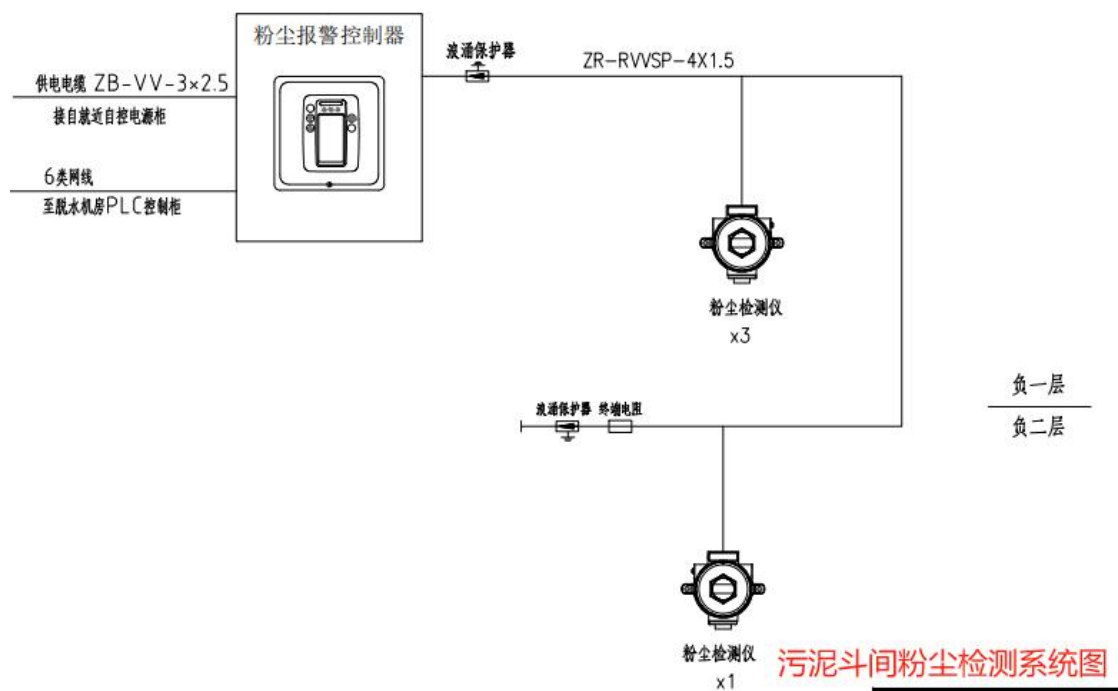 粉尘报警控制器
浪涌保护器
ZR-RVVSP-4X1.5
供电电缆 ZB-VV-3×2.5
接自就近自控电源柜
6类网线
至脱水机房PLC控制柜
粉尘检测仪
x3
负一层
负二层
浪涌保护器 终端电阻
粉尘检测仪
x1
污泥斗间粉尘检测系统图